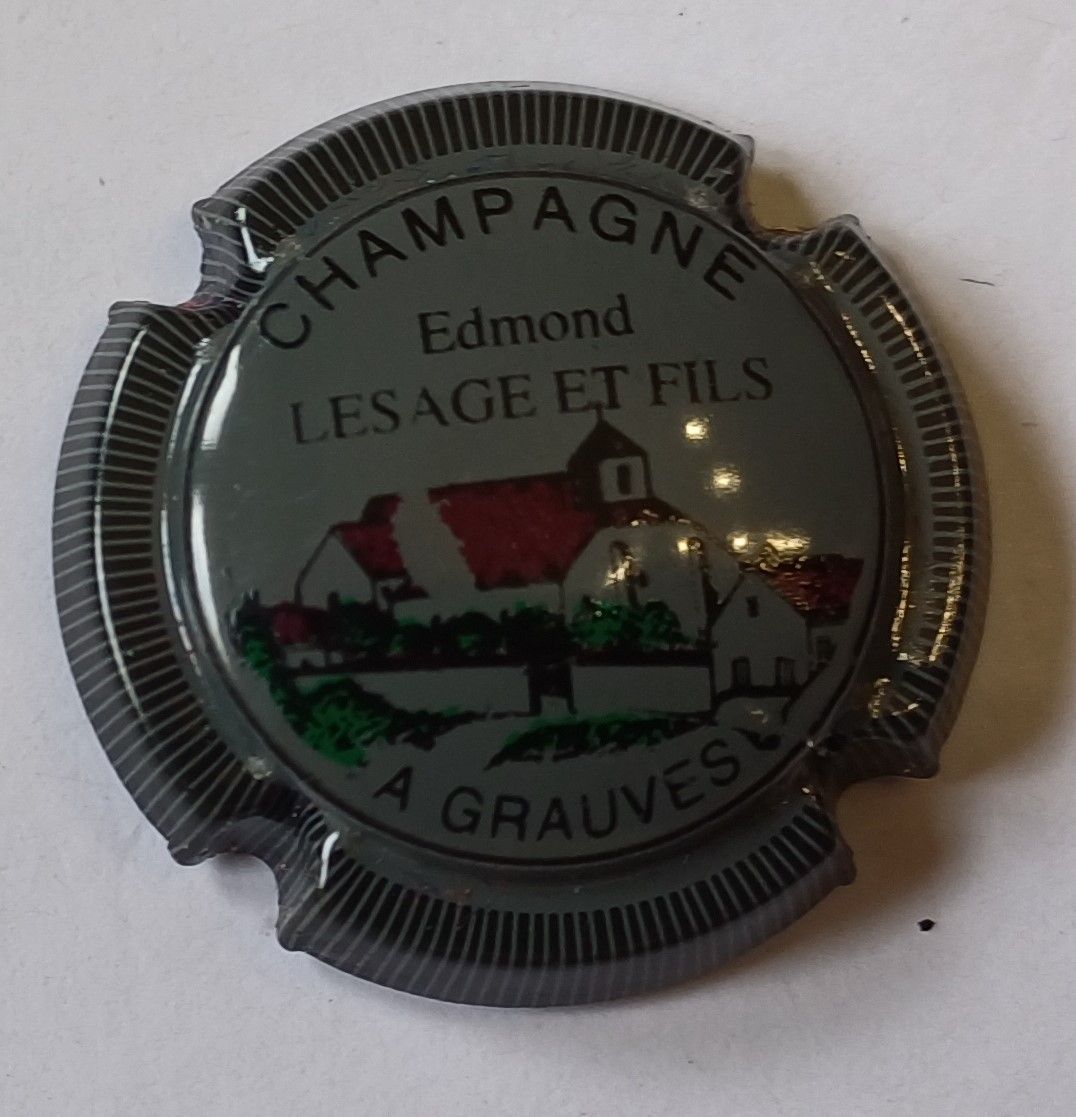 CHAMPAGNE
Edmond
LESAGE ET FILS
A GRAUVES